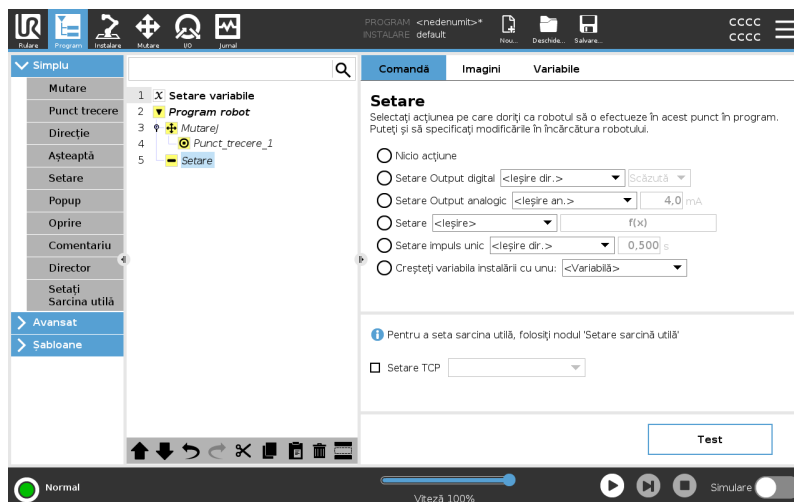 UR
PROGRAM <nedenumit>*
INSTALARE default
Nou... Deschide... Salvare...
CCCC
CCCC
Rulare Program Instalare Mutare I/O Jurnal
Simplu
Mutare
Punct trecere
Direcție
Așteaptă
Setare
Popup
Oprire
Comentariu
Director
Setați
Sarcina utilă
Avansat
Șabloane
1 X Setare variabile
2 Program robot
3 MutareJ
4 Punct_trecere_1
5 Setare
Comandă Imagini Variabile
Setare
Selectați acțiunea pe care doriți ca robotul să o efectueze în acest punct în program.
Puteți și să specificați modificările în încărcătura robotului.
Nicio acțiune
Setare Output digital <Ieșire dir.> Scăzută
Setare Output analogic <Ieșire an.> 4,0 mA
Setare <Ieșire> f(x)
Setare impuls unic <Ieșire dir.> 0,500 s
Creșteți variabila instalării cu unu: <Variabilă>
Pentru a seta sarcina utilă, folosiți nodul 'Setare sarcină utilă'
Setare TCP
Test
Normal
Viteză 100%
Simulare